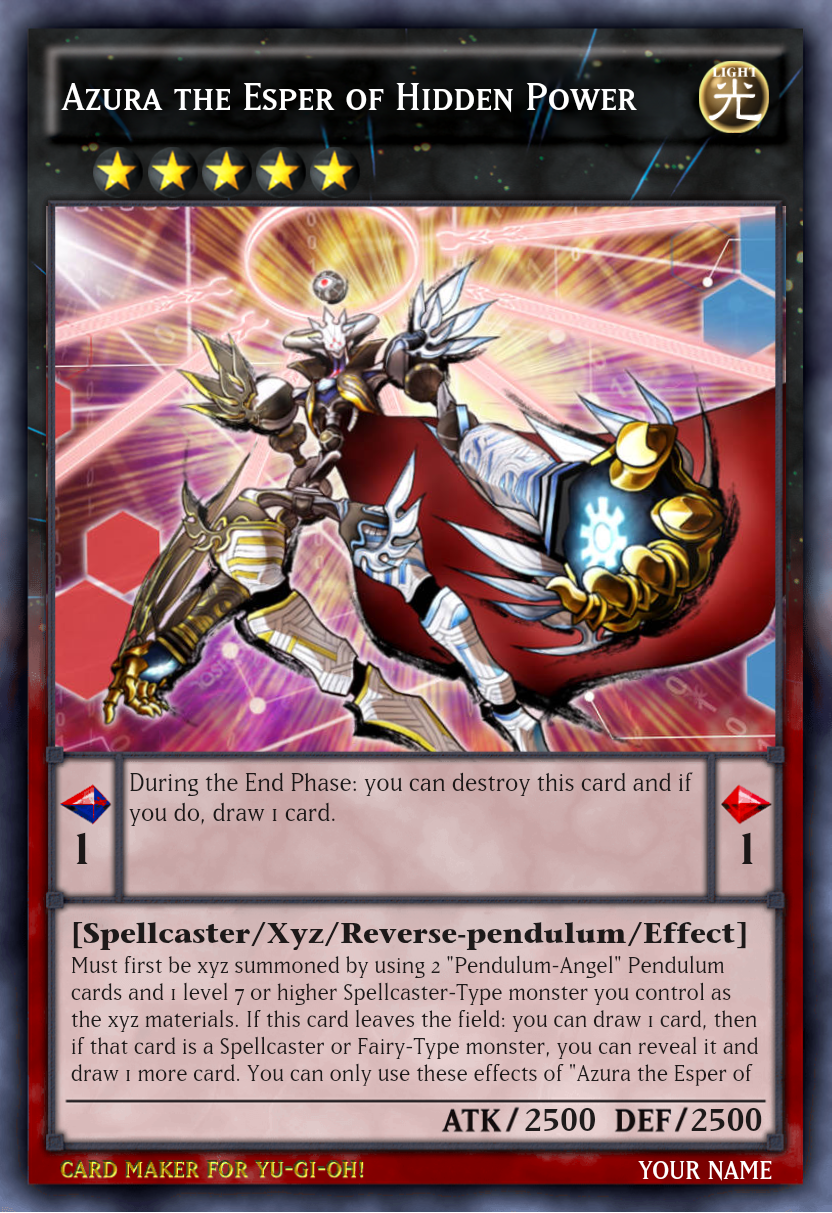 Azura the Esper of Hidden Power
LIGHT
光
During the End Phase: you can destroy this card and if
you do, draw 1 card.
1
1
[Spellcaster/Xyz/Reverse-pendulum/Effect]
Must first be xyz summoned by using 2 "Pendulum-Angel" Pendulum
cards and 1 level 7 or higher Spellcaster-Type monster you control as
the xyz materials. If this card leaves the field: you can draw 1 card, then
if that card is a Spellcaster or Fairy-Type monster, you can reveal it and
draw 1 more card. You can only use these effects of "Azura the Esper of
ATK/2500 DEF/2500
CARD MAKER FOR YU-GI-OH!
YOUR NAME